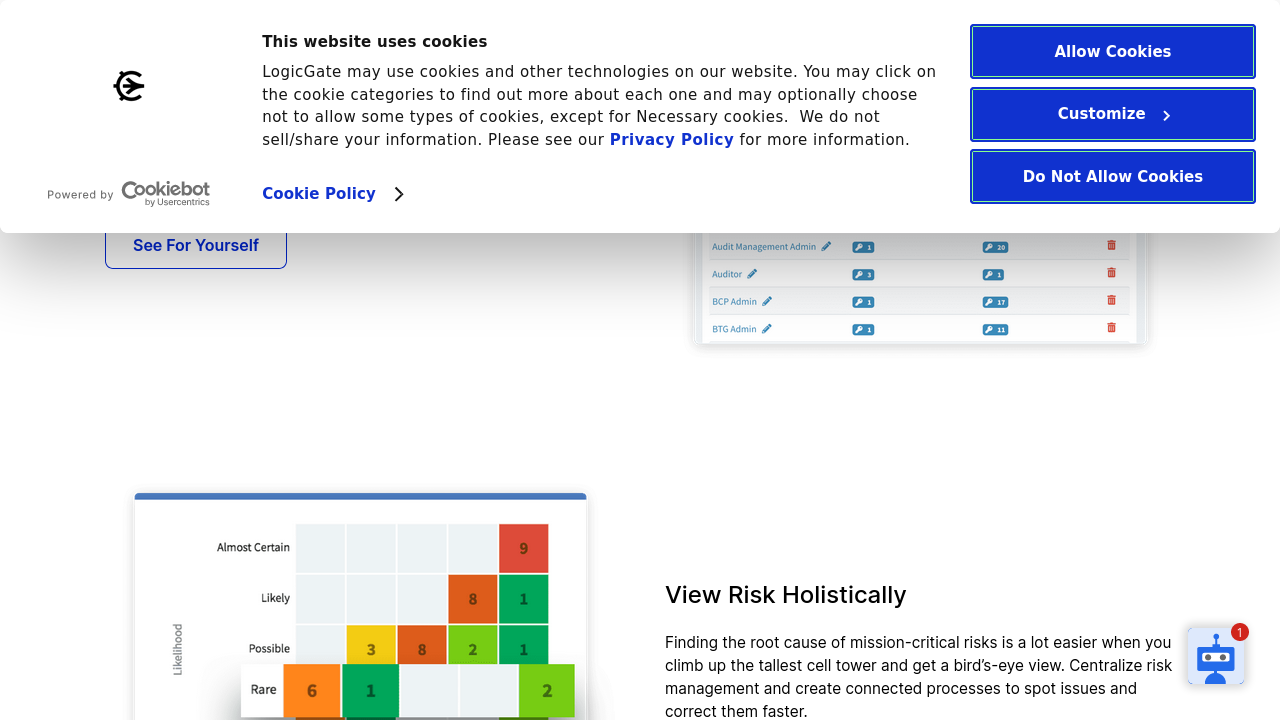 This website uses cookies
LogicGate may use cookies and other technologies on our website. You may click on
the cookie categories to find out more about each one and may optionally choose
not to allow some types of cookies, except for Necessary cookies.  We do not
sell/share your information. Please see our Privacy Policy for more information.
Cookie Policy
Powered by Cookiebot
by Usercentrics
Allow Cookies
Customize
Do Not Allow Cookies
See For Yourself
Audit Management Admin 1 20
Auditor 3 1
BCP Admin 1 17
BTG Admin 1 11
Likelihood
Almost Certain 9
Likely 8 1
Possible 3 8 2 1
Rare 6 1 2
View Risk Holistically
Finding the root cause of mission-critical risks is a lot easier when you
climb up the tallest cell tower and get a bird’s-eye view. Centralize risk
management and create connected processes to spot issues and
correct them faster.
1